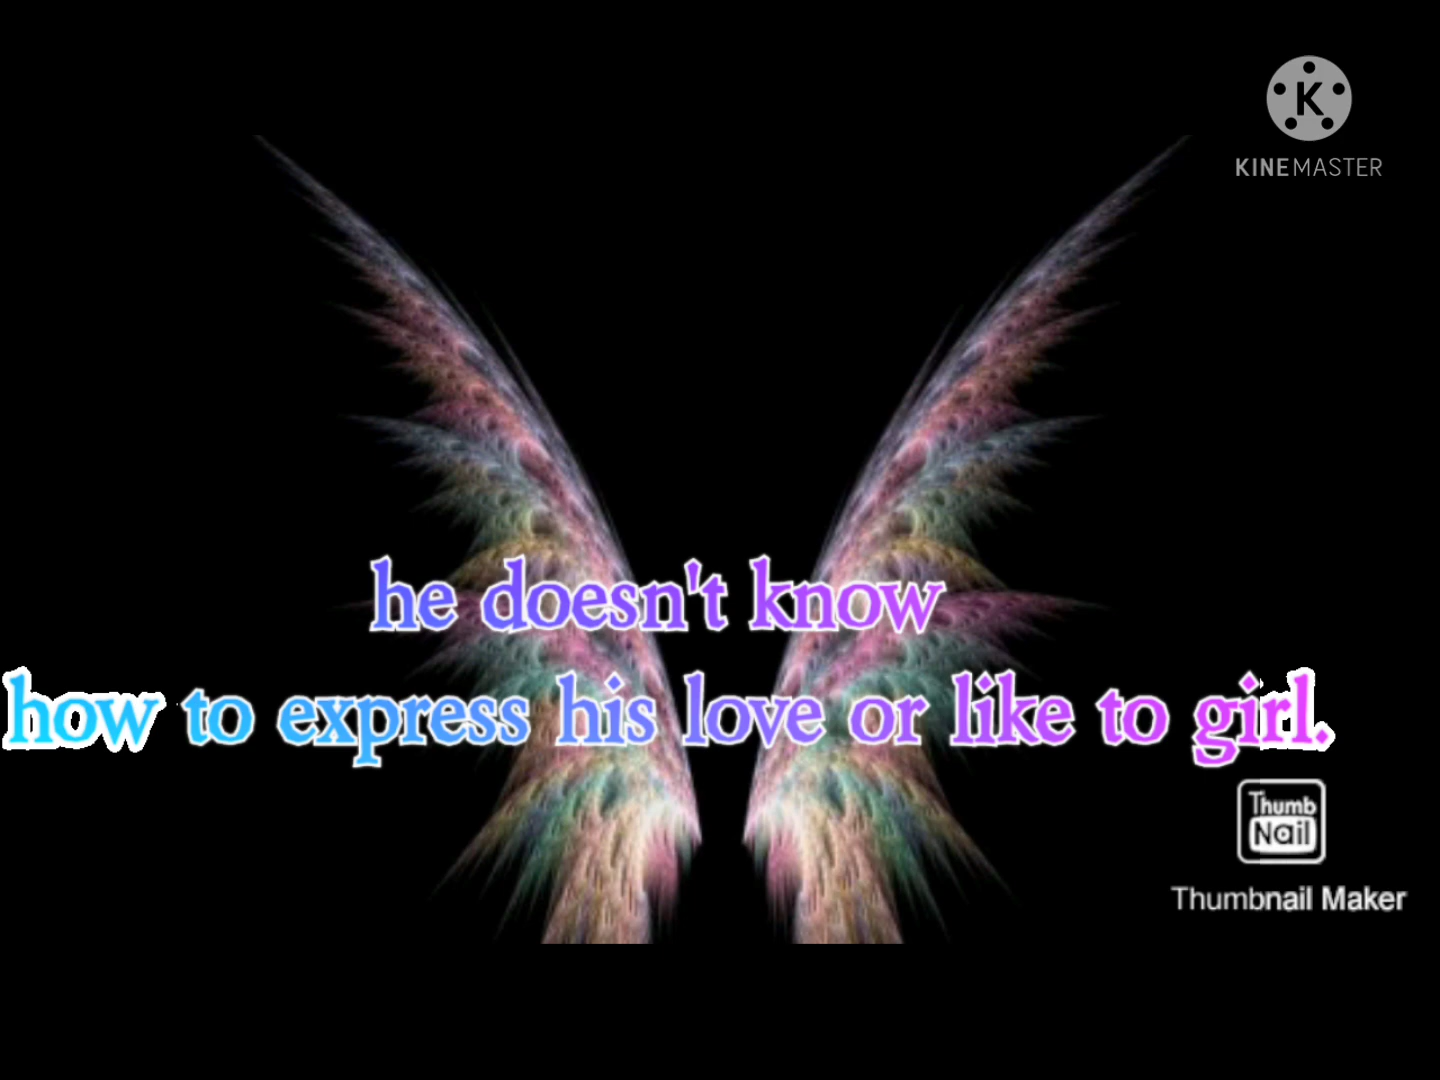 K
KINEMASTER
he doesn't know
how to express his love or like to girl.
Thumb
Nail
Thumbnail Maker